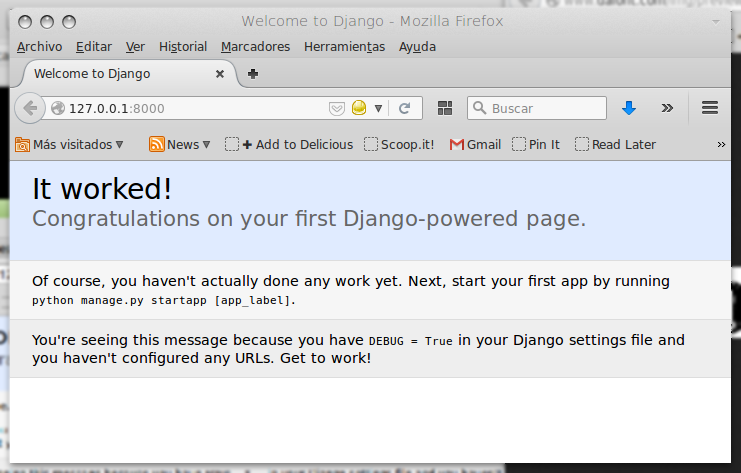 Welcome to Django - Mozilla Firefox
Archivo Editar Ver Historial Marcadores Herramientas Ayuda
Welcome to Django
127.0.0.1:8000
Buscar
Más visitados News Add to Delicious Scoop.it! Gmail Pin It Read Later
It worked!
Congratulations on your first Django-powered page.
Of course, you haven't actually done any work yet. Next, start your first app by running
python manage.py startapp [app_label].
You're seeing this message because you have DEBUG = True in your Django settings file and
you haven't configured any URLs. Get to work!